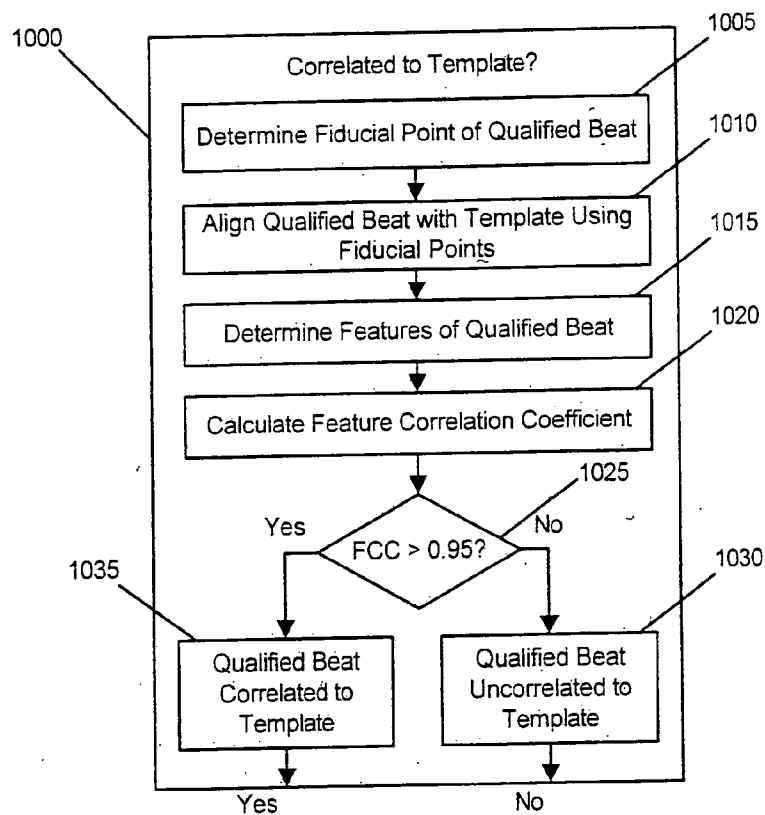 1000
1005
Correlated to Template?
Determine Fiducial Point of Qualified Beat
1010
Align Qualified Beat with Template Using
Fiducial Points
1015
Determine Features of Qualified Beat
1020
Calculate Feature Correlation Coefficient
1025
Yes
No
FCC > 0.95?
1035
1030
Qualified Beat
Correlated to
Template
Qualified Beat
Uncorrelated to
Template
Yes
No